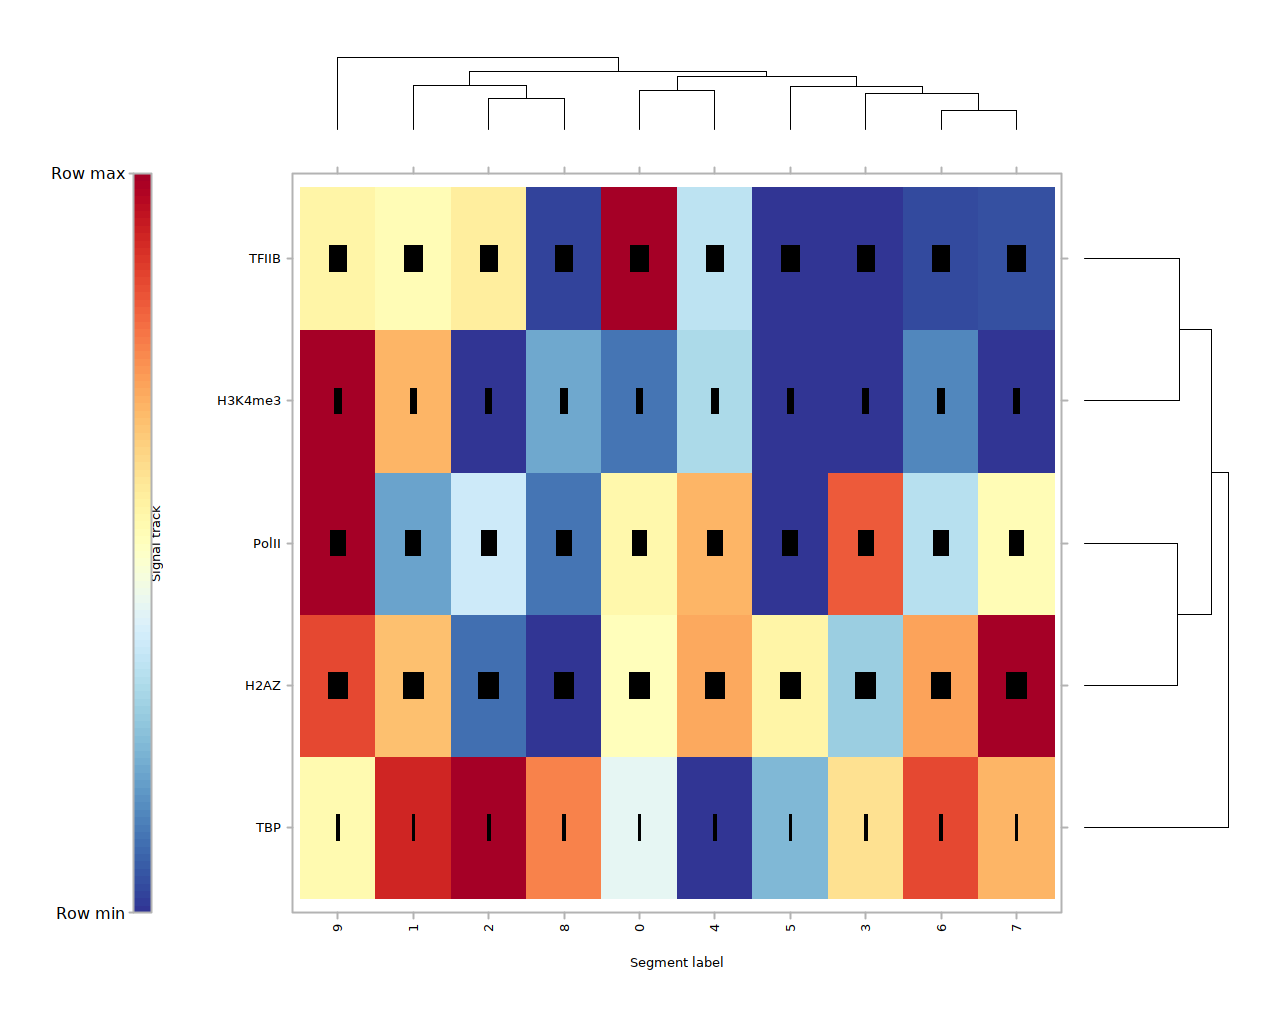 Row max
Row min
Signal track
TFIIB
H3K4me3
PolII
H2AZ
TBP
9 1 2 8 0 4 5 3 6 7
Segment label